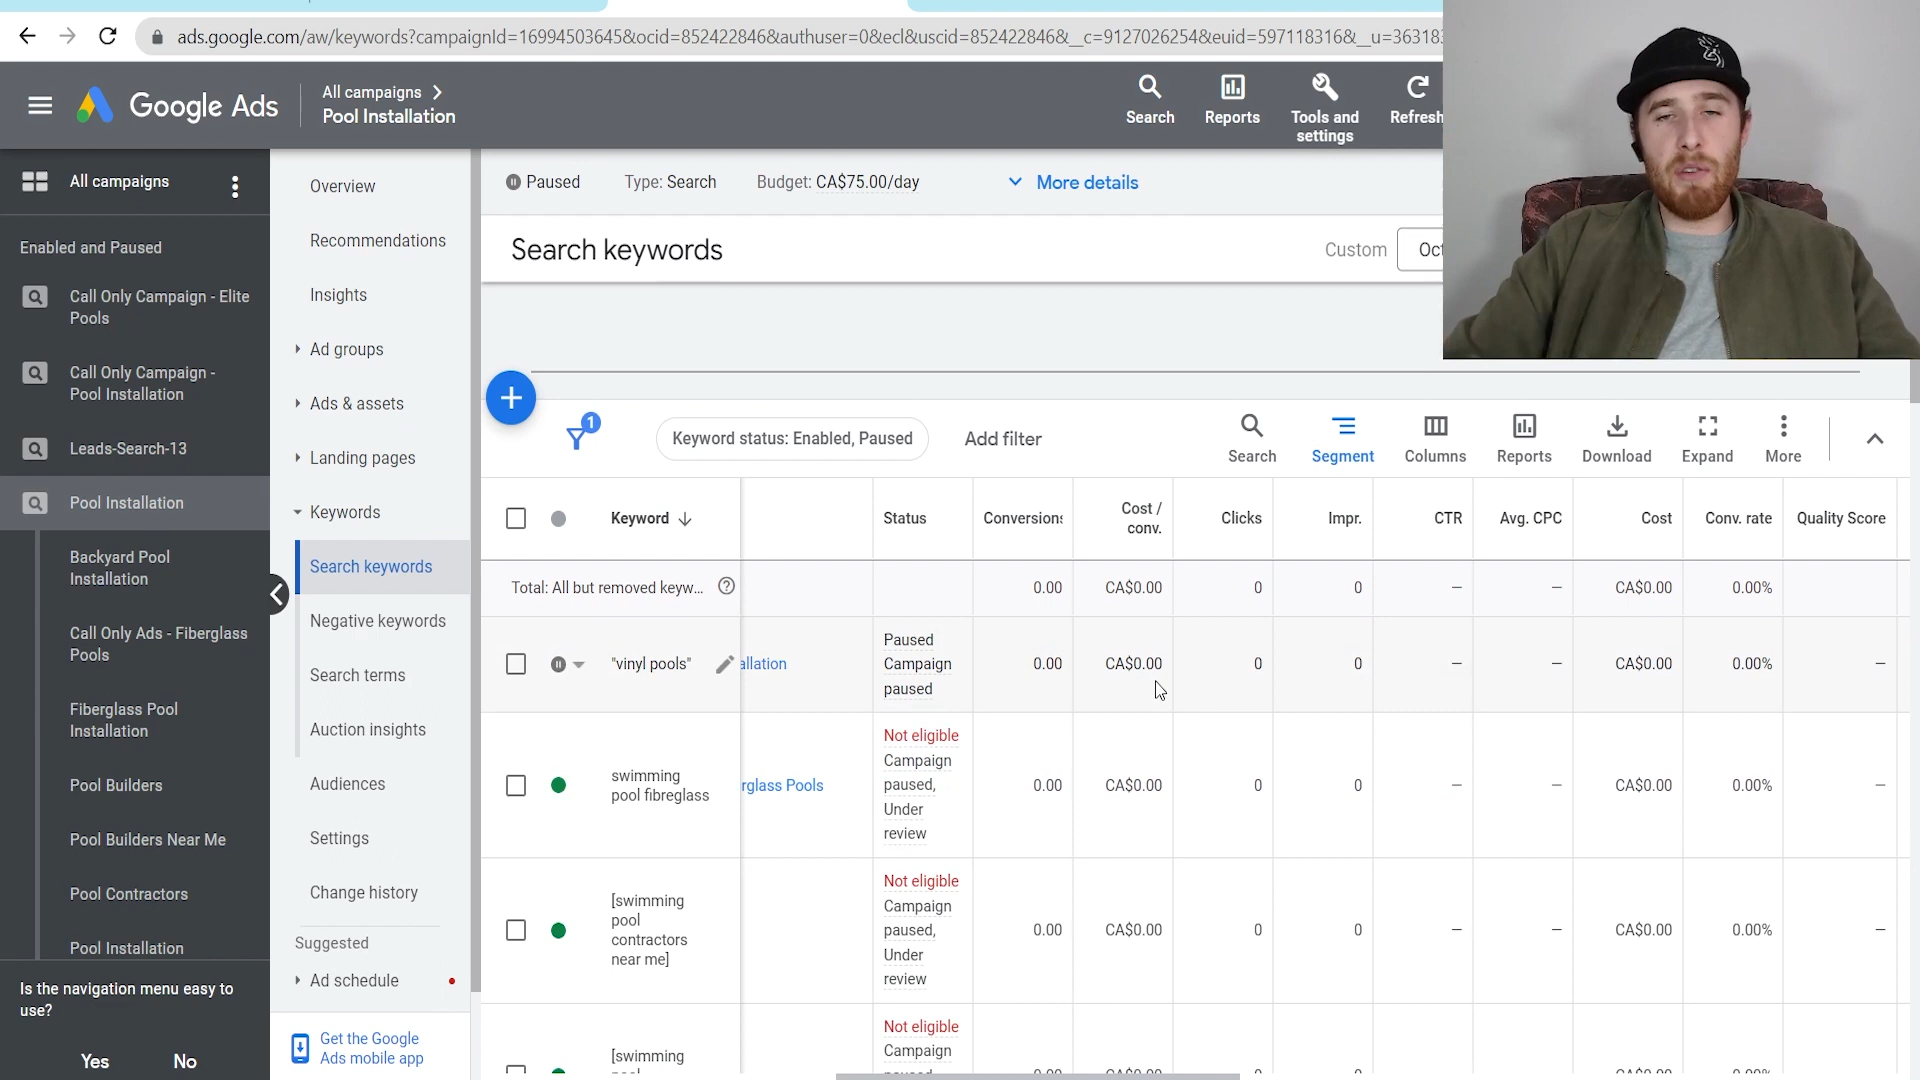 ads.google.com/aw/keywords?campaignId=16994503645&ocid=852422846&authuser=0&ecl&uscid=852422846&__c=9127026254&euid=597118316&__u=36318
Google Ads
All campaigns
Pool Installation
Search
Reports
Tools and
settings
Refresh
All campaigns
Enabled and Paused
Call Only Campaign - Elite
Pools
Call Only Campaign -
Pool Installation
Leads-Search-13
Pool Installation
Backyard Pool
Installation
Call Only Ads - Fiberglass
Pools
Fiberglass Pool
Installation
Pool Builders
Pool Builders Near Me
Pool Contractors
Pool Installation
Is the navigation menu easy to
use?
Yes
No
Overview
Recommendations
Insights
Ad groups
Ads & assets
Landing pages
Keywords
Search keywords
Negative keywords
Search terms
Auction insights
Audiences
Settings
Change history
Suggested
Ad schedule
Get the Google
Ads mobile app
Paused
Type: Search
Budget: CA$75.00/day
More details
Search keywords
Custom
Oct
1
Keyword status: Enabled, Paused
Add filter
Search
Segment
Columns
Reports
Download
Expand
More
Keyword
Status
Conversions
Cost /
conv.
Clicks
Impr.
CTR
Avg. CPC
Cost
Conv. rate
Quality Score
Total: All but removed keyw...
0.00
CA$0.00
0
0
–
–
CA$0.00
0.00%
"vinyl pools"
allation
Paused
Campaign
paused
0.00
CA$0.00
0
0
–
–
CA$0.00
0.00%
–
swimming
pool fibreglass
rglass Pools
Not eligible
Campaign
paused,
Under
review
0.00
CA$0.00
0
0
–
–
CA$0.00
0.00%
–
[swimming
pool
contractors
near me]
Not eligible
Campaign
paused,
Under
review
0.00
CA$0.00
0
0
–
–
CA$0.00
0.00%
–
[swimming
Not eligible
Campaign